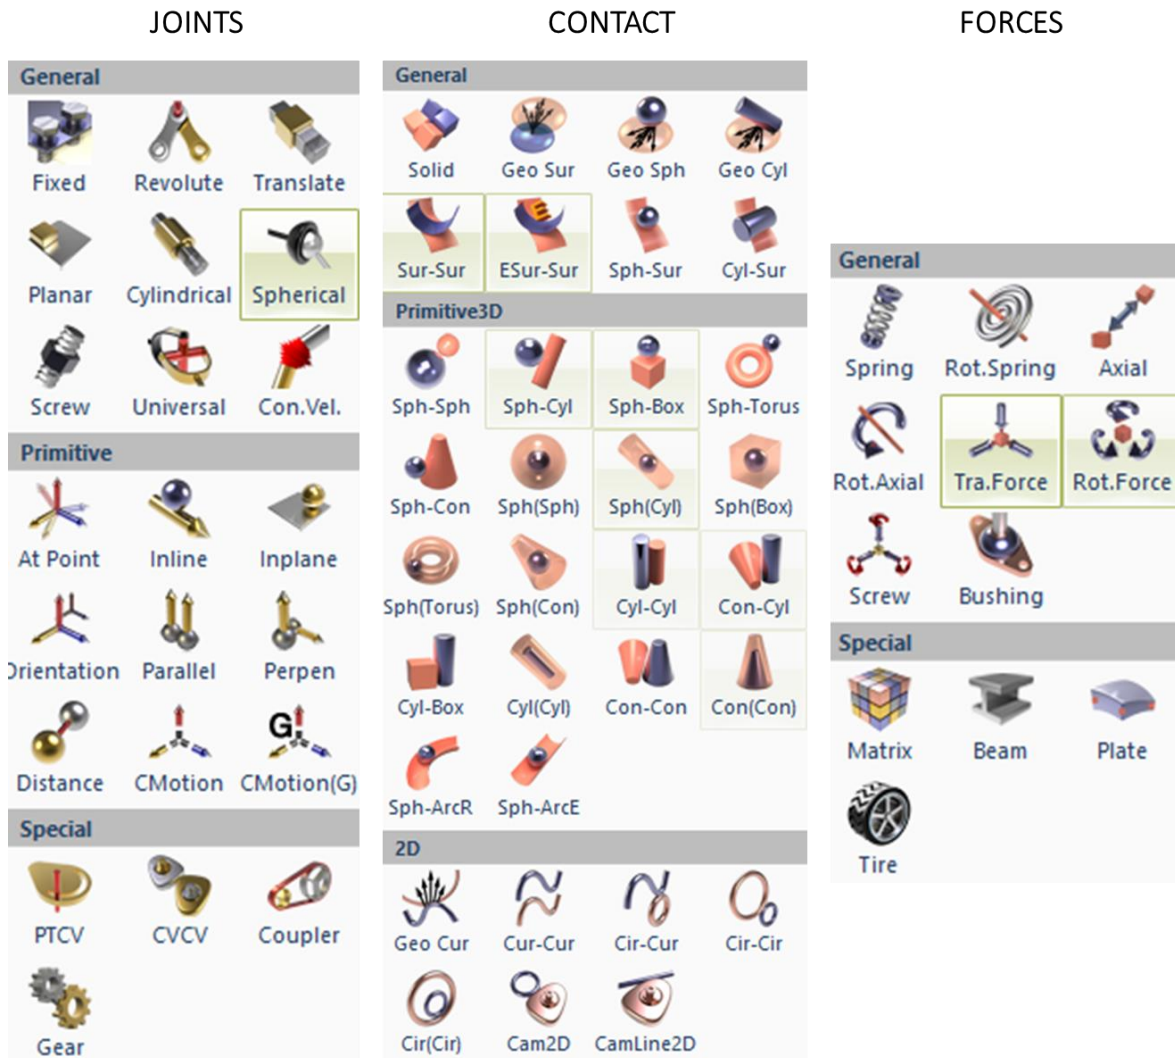 JOINTS
General
Fixed Revolute Translate
Planar Cylindrical Spherical
Screw Universal Con.Vel.
Primitive
At Point Inline Inplane
Orientation Parallel Perpen
Distance CMotion CMotion(G)
G
Special
PTCV CVCV Coupler
Gear
CONTACT
General
Solid Geo Sur Geo Sph Geo Cyl
Sur-Sur ESur-Sur Sph-Sur Cyl-Sur
Primitive3D
Sph-Sph Sph-Cyl Sph-Box Sph-Torus
Sph-Con Sph(Sph) Sph(Cyl) Sph(Box)
Sph(Torus) Sph(Con) Cyl-Cyl Con-Cyl
Cyl-Box Cyl(Cyl) Con-Con Con(Con)
Sph-ArcR Sph-ArcE
2D
Geo Cur Cur-Cur Cir-Cur Cir-Cir
Cir(Cir) Cam2D CamLine2D
FORCES
General
Spring Rot.Spring Axial
Rot.Axial Tra.Force Rot.Force
Screw Bushing
Special
Matrix Beam Plate
Tire